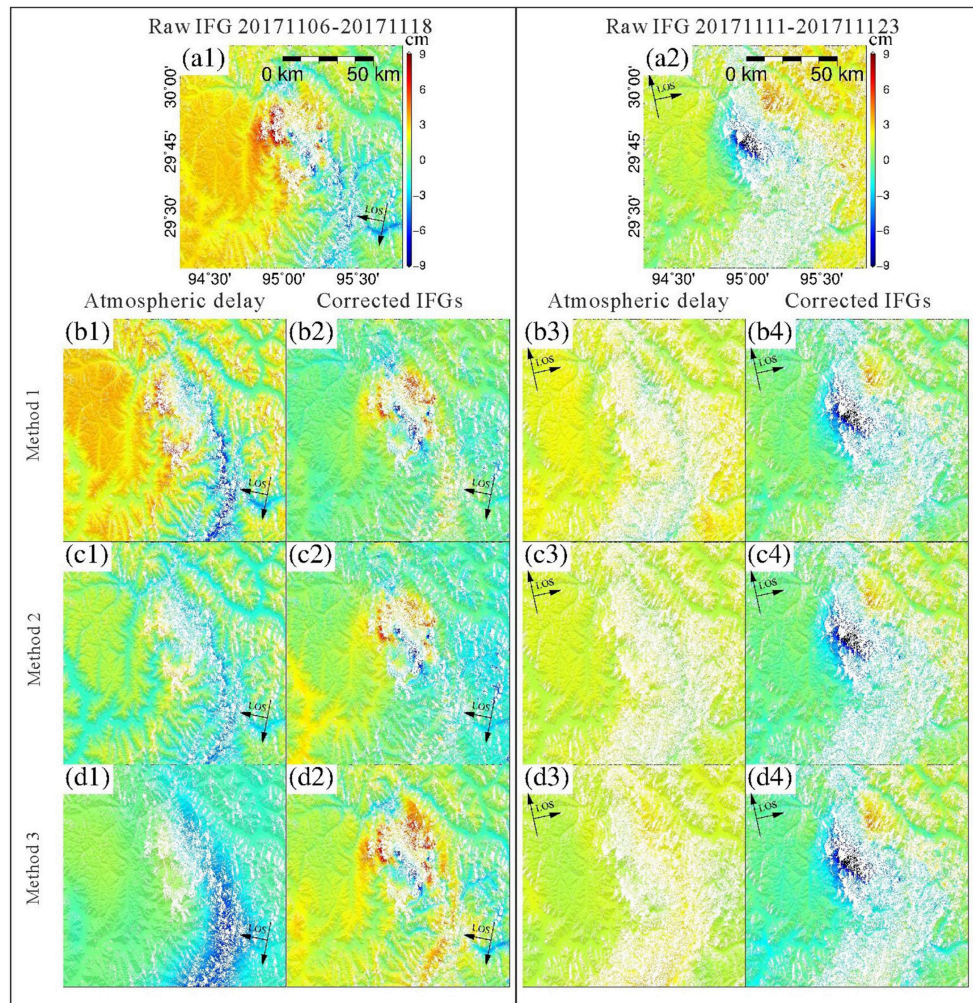 Raw IFG 20171106-20171118
Raw IFG 20171111-20171123
(a1)
0 km 50 km
cm
9
6
3
0
−3
−6
−9
30˚00'
29˚45'
29˚30'
94˚30' 95˚00' 95˚30'
LOS
(a2)
0 km 50 km
cm
9
6
3
0
−3
−6
−9
30˚00'
29˚45'
29˚30'
94˚30' 95˚00' 95˚30'
LOS
Atmospheric delay Corrected IFGs Atmospheric delay Corrected IFGs
Method 1
(b1) (b2) (b3) (b4)
LOS LOS LOS LOS
Method 2
(c1) (c2) (c3) (c4)
LOS LOS LOS LOS
Method 3
(d1) (d2) (d3) (d4)
LOS LOS LOS LOS